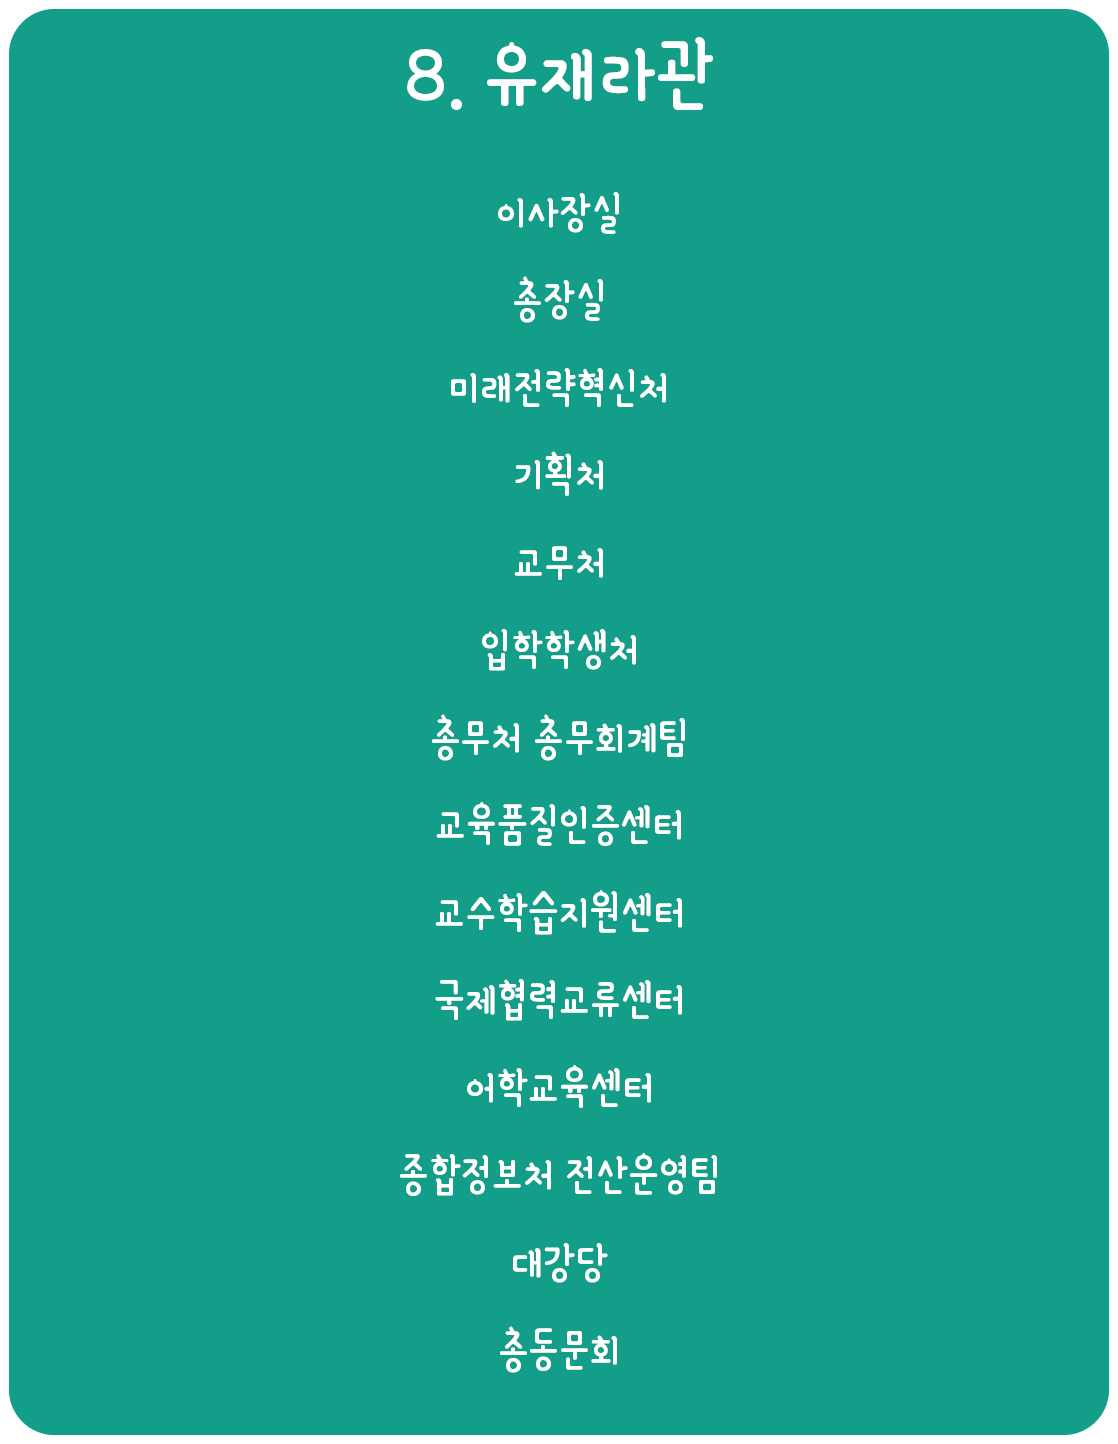 8. 유재라관
이사장실
총장실
미래전략혁신처
기획처
교무처
입학학생처
총무처 총무회계팀
교육품질인증센터
교수학습지원센터
국제협력교류센터
어학교육센터
종합정보처 전산운영팀
대강당
총동문회